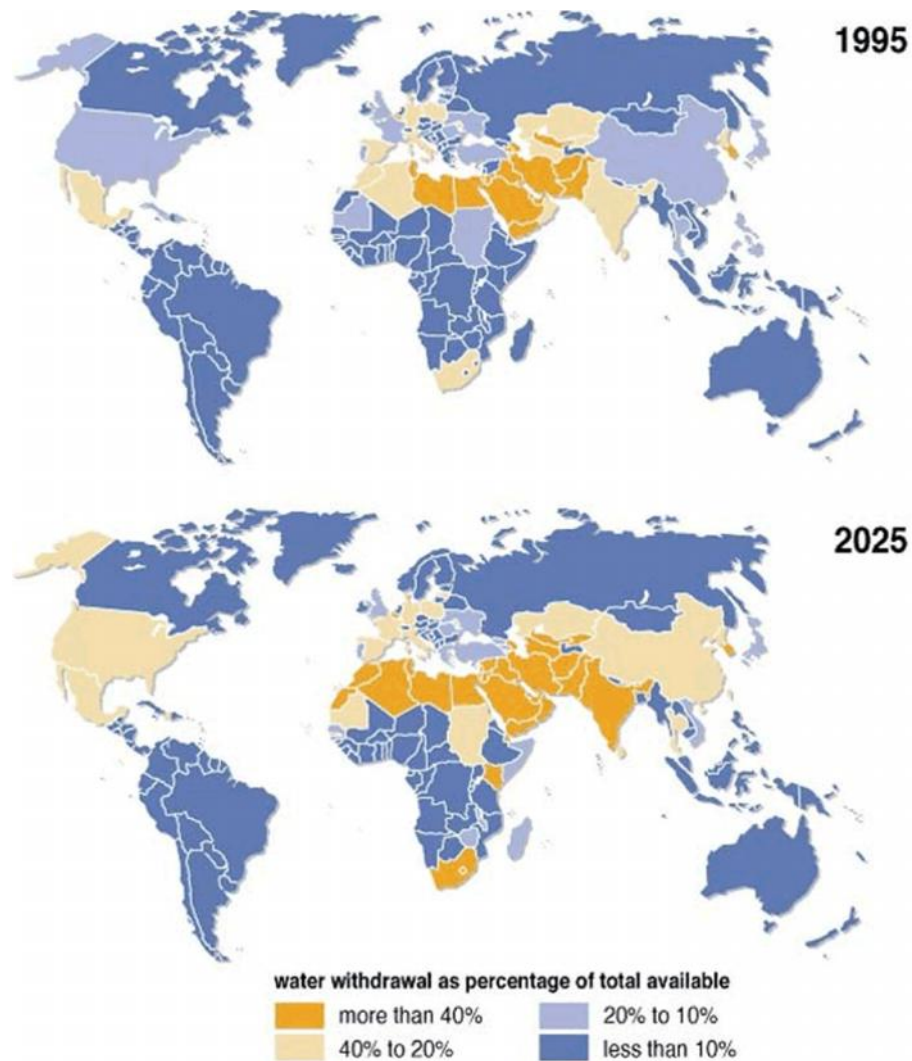 1995
2025
water withdrawal as percentage of total available
more than 40%
20% to 10%
40% to 20%
less than 10%